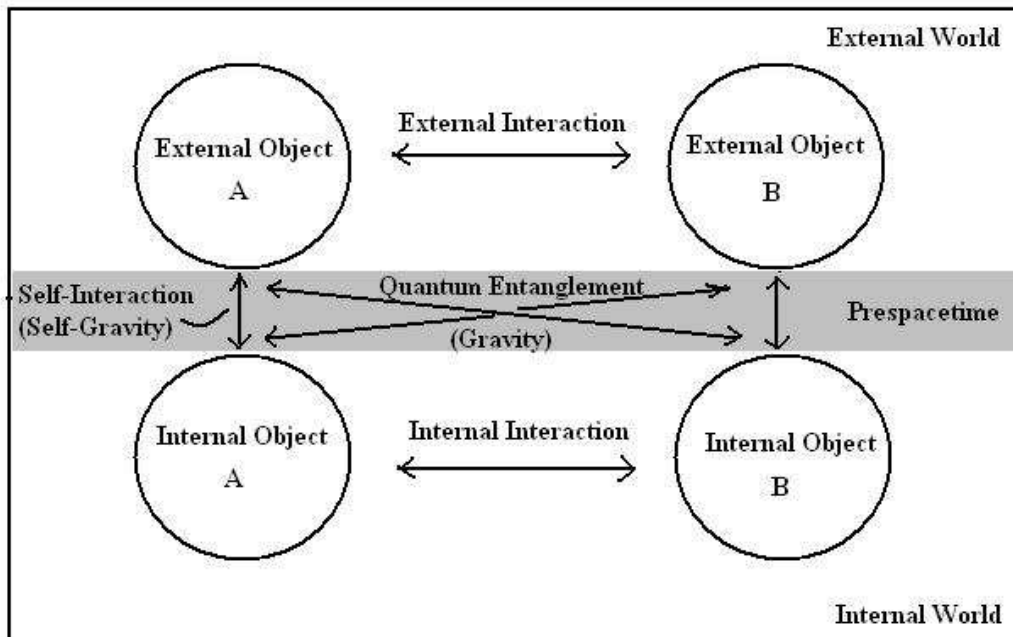 External World
External Interaction
External Object
A
External Object
B
Quantum Entanglement
Self-Interaction
(Self-Gravity)
(Gravity)
Prespacetime
Internal Object
A
Internal Interaction
Internal Object
B
Internal World